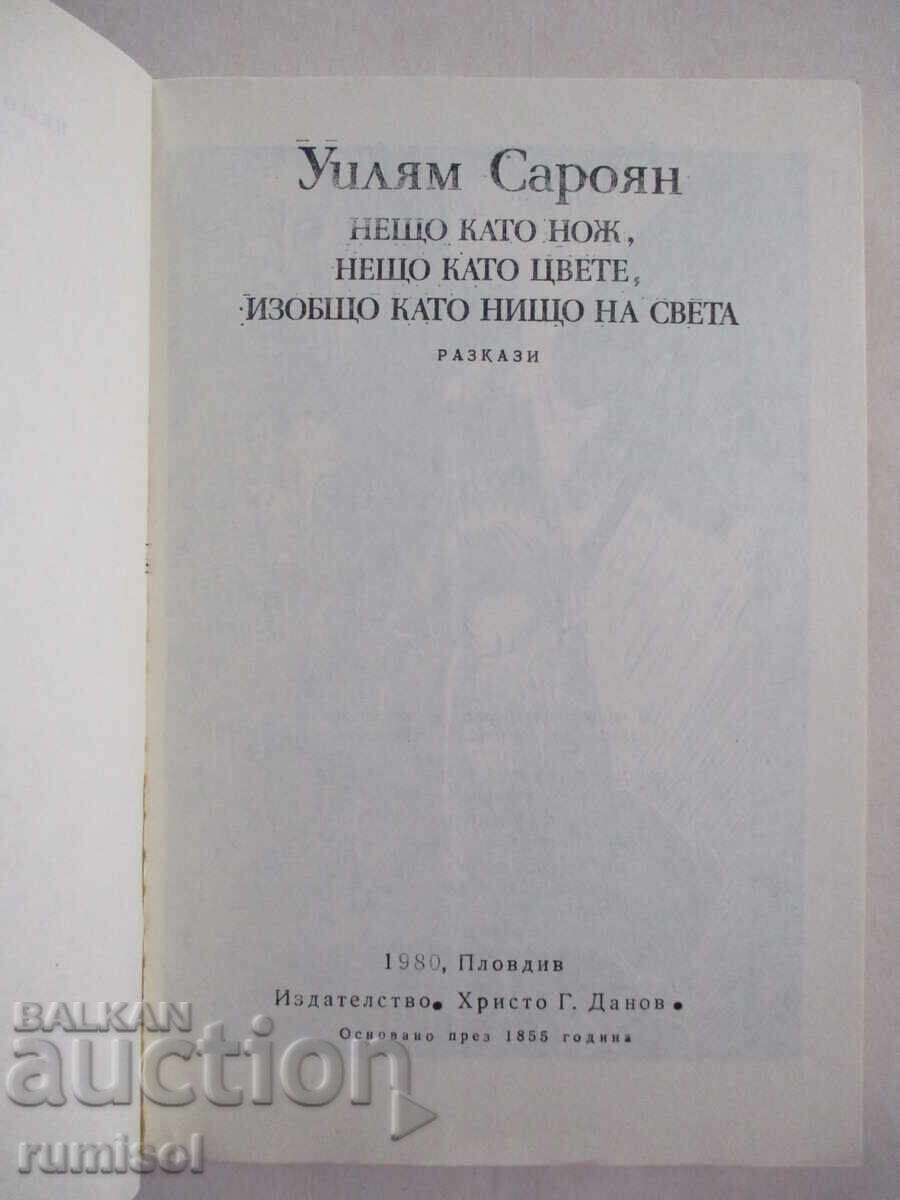 Уилям Сароян
НЕЩО КАТО НОЖ,
НЕЩО КАТО ЦВЕТЕ,
ИЗОБЩО КАТО НИЩО НА СВЕТА
РАЗКАЗИ
1980, Пловдив
Издателство • Христо Г. Данов •
Основано през 1855 година
BALKAN
auction
rumisol